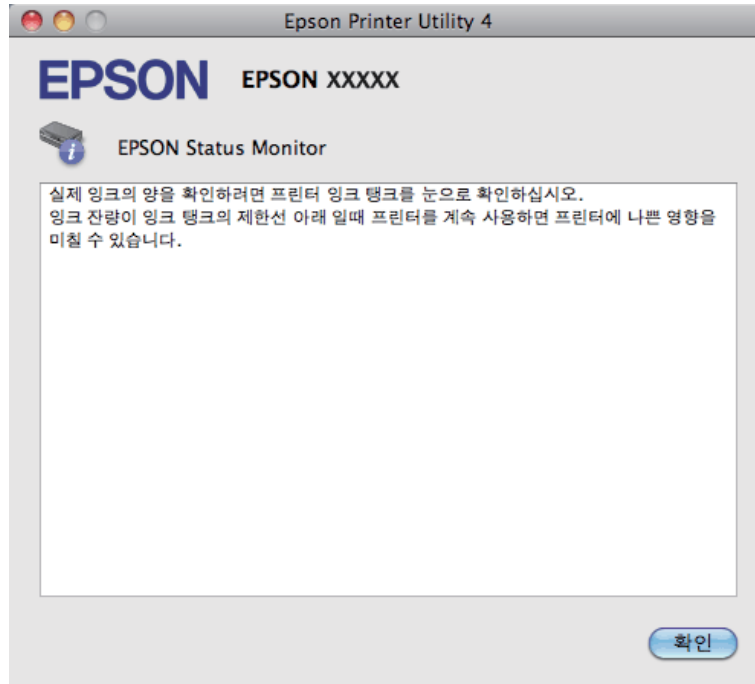 Epson Printer Utility 4
EPSON EPSON XXXXX
EPSON Status Monitor
실제 잉크의 양을 확인하려면 프린터 잉크 탱크를 눈으로 확인하십시오.
잉크 잔량이 잉크 탱크의 제한선 아래 일때 프린터를 계속 사용하면 프린터에 나쁜 영향을
미칠 수 있습니다.
확인